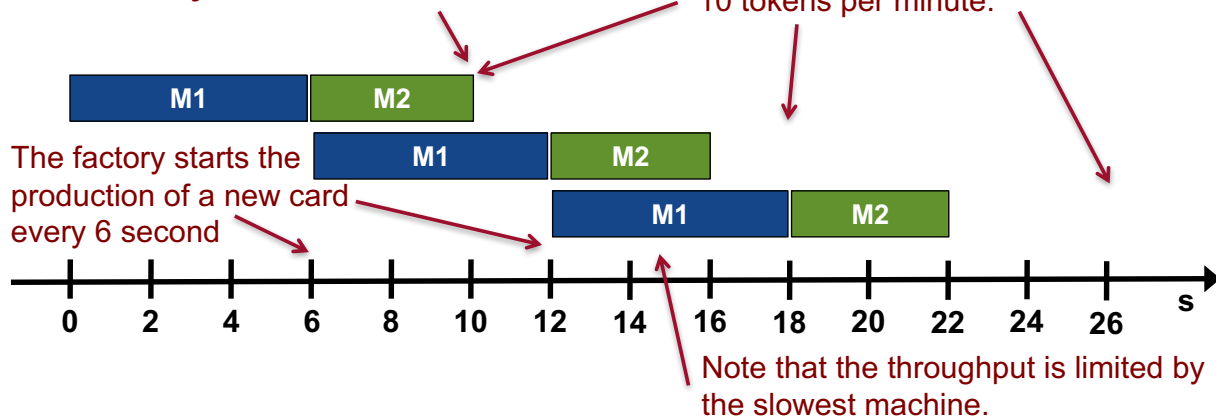 10 tokens per minute.
M1 M2
M1 M2
The factory starts the
production of a new card
every 6 second
M1 M2
s
0 2 4 6 8 10 12 14 16 18 20 22 24 26
Note that the throughput is limited by
the slowest machine.